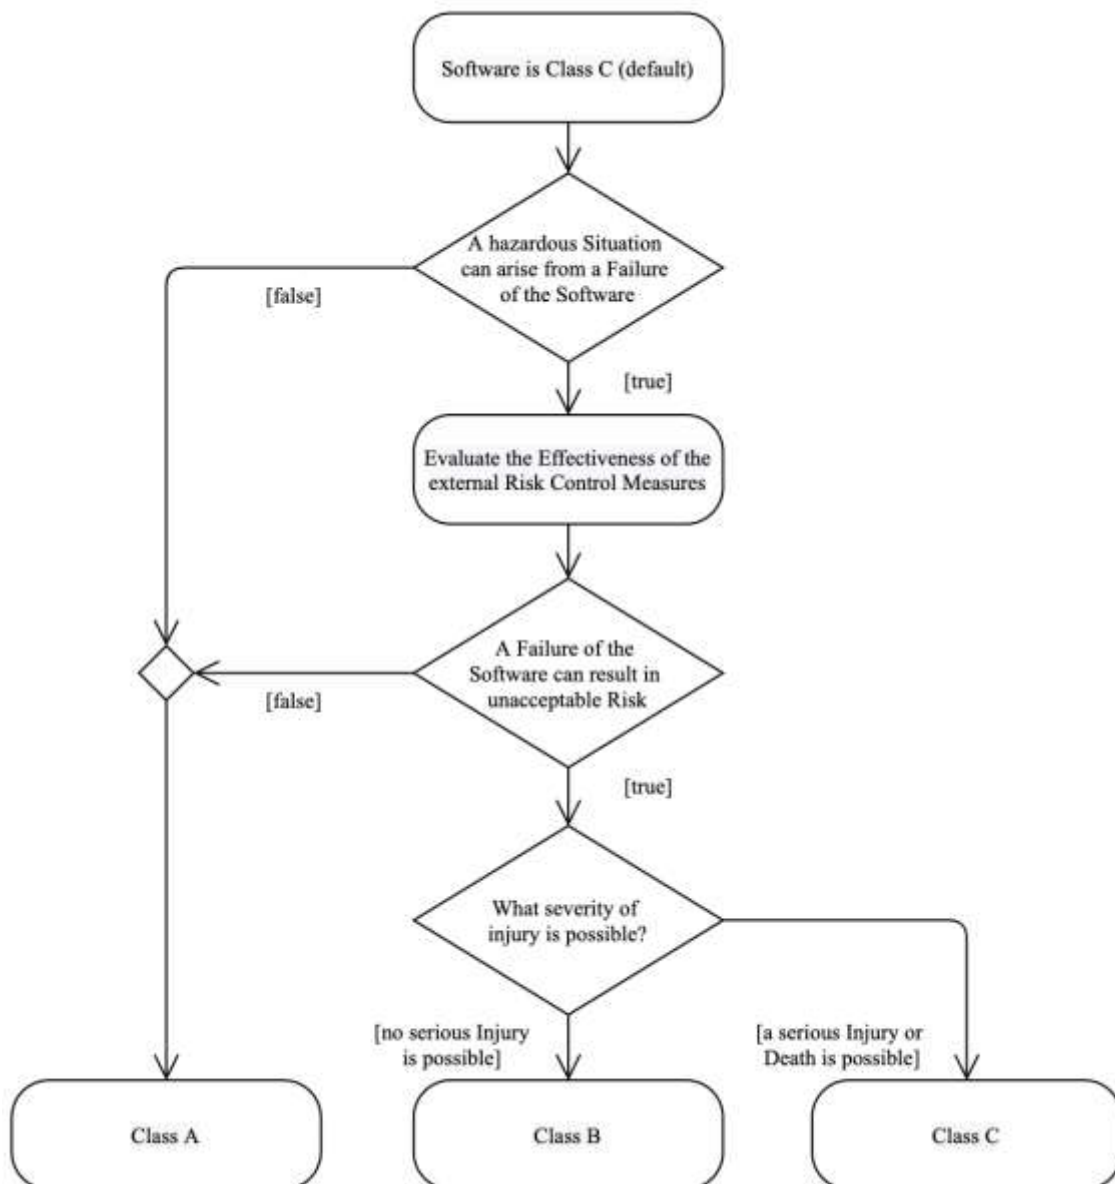 Software is Class C (default)
A hazardous Situation
can arise from a Failure
of the Software
[false]
[true]
Evaluate the Effectiveness of the
external Risk Control Measures
A Failure of the
Software can result in
unacceptable Risk
[false]
[true]
What severity of
injury is possible?
[no serious Injury
is possible]
[a serious Injury or
Death is possible]
Class A
Class B
Class C